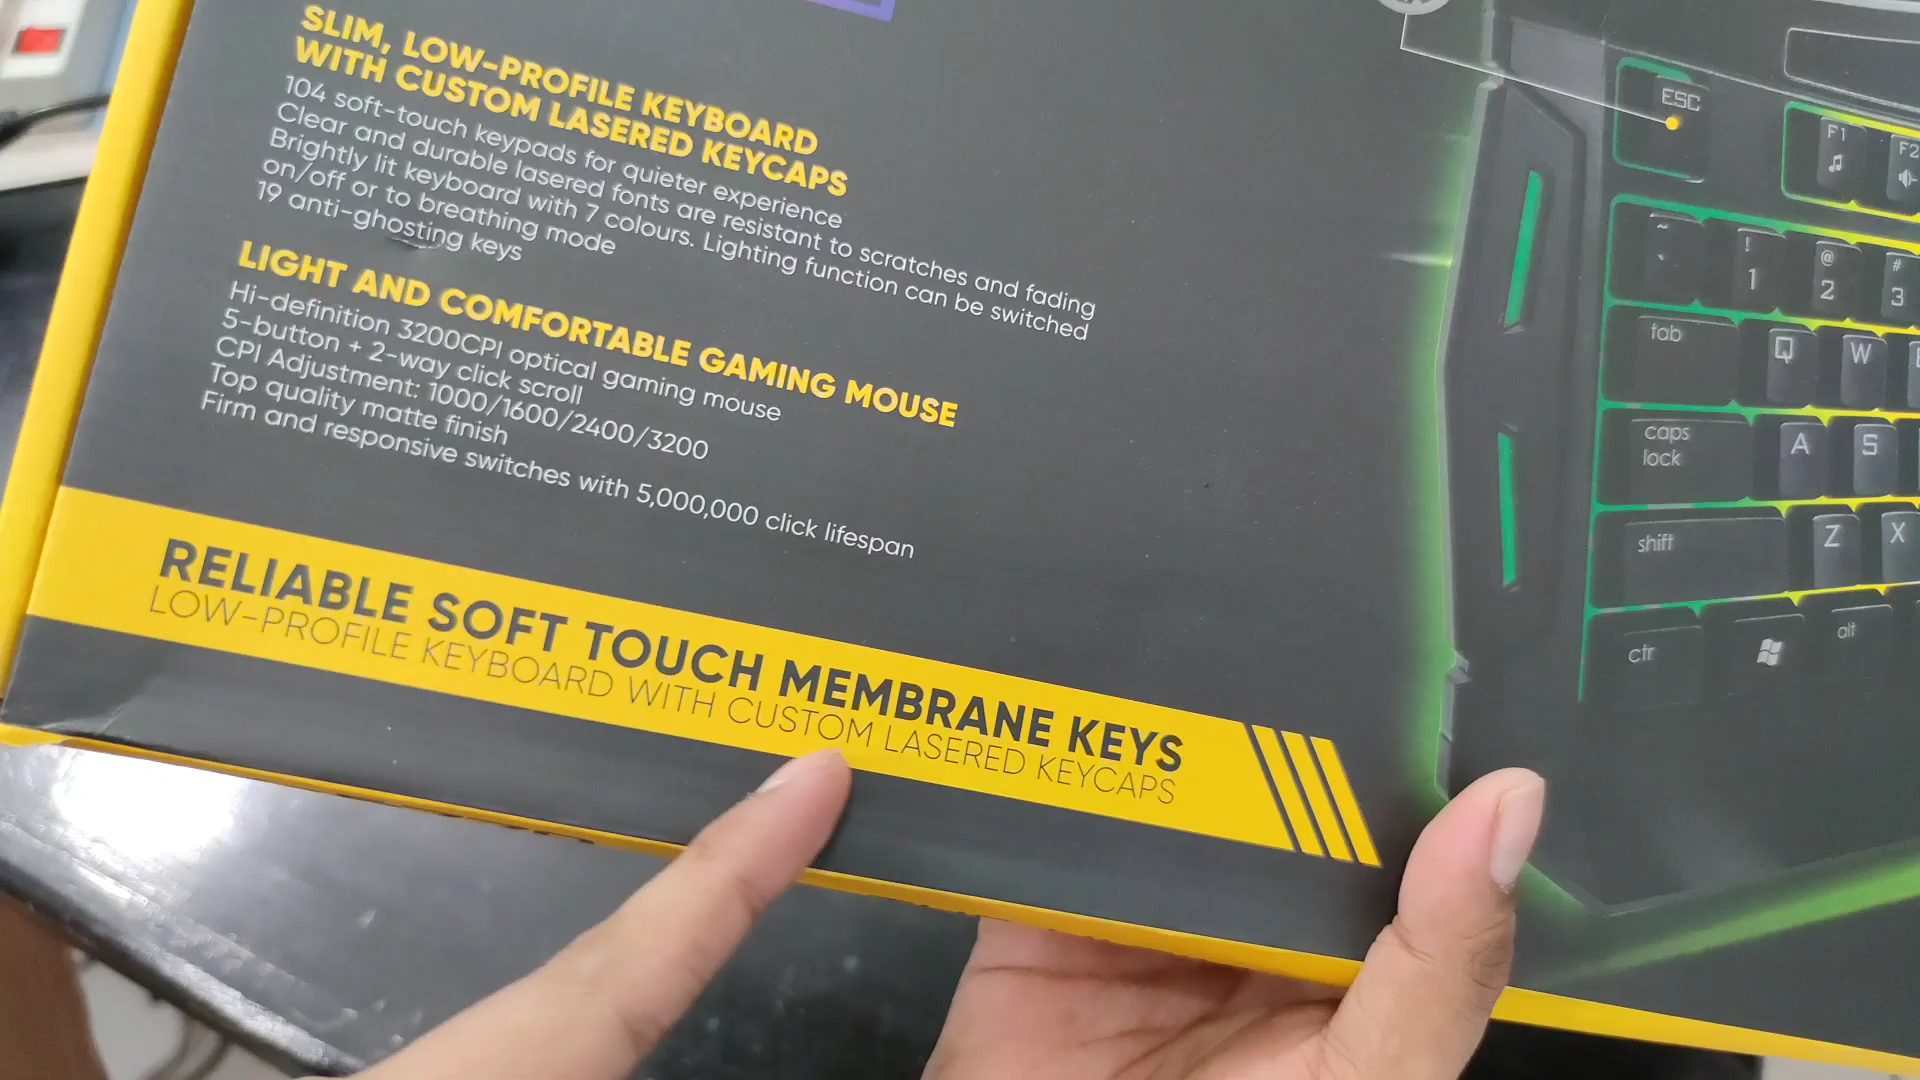 SLIM, LOW-PROFILE KEYBOARD
WITH CUSTOM LASERED KEYCAPS
104 soft-touch keypads for quieter experience
Clear and durable lasered fonts are resistant to scratches and fading
Brightly lit keyboard with 7 colours. Lighting function can be switched
on/off or to breathing mode
19 anti-ghosting keys
LIGHT AND COMFORTABLE GAMING MOUSE
Hi-definition 3200CPI optical gaming mouse
5-button + 2-way click scroll
CPI Adjustment: 1000/1600/2400/3200
Top quality matte finish
Firm and responsive switches with 5,000,000 click lifespan
RELIABLE SOFT TOUCH MEMBRANE KEYS
LOW-PROFILE KEYBOARD WITH CUSTOM LASERED KEYCAPS
ESC
F1 F2
~ ! @ #
` 1 2 3
tab Q W
caps
lock A S
shift Z X
ctr alt